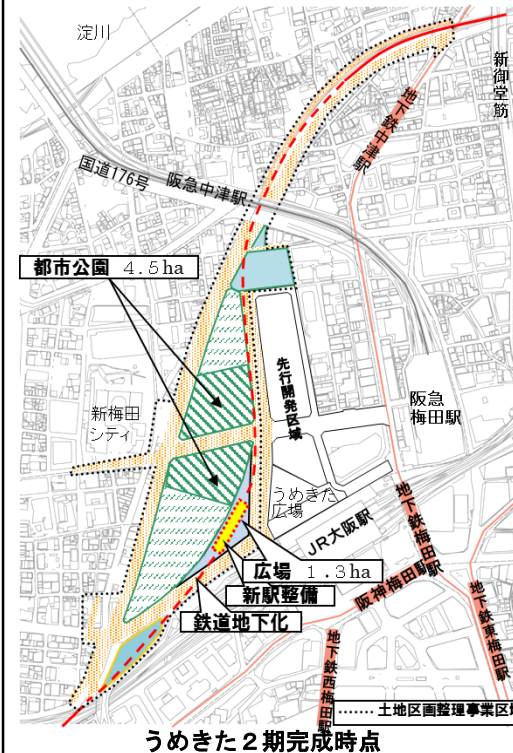 淀川
新御堂筋
地下鉄中津駅
国道176号 阪急中津駅
都市公園 4.5ha
先行開発区域
新梅田
シティ
阪急
梅田駅
うめきた
広場
JR大阪駅
地下鉄梅田駅
広場 1.3ha
新駅整備
阪神梅田駅
鉄道地下化
地下鉄西梅田駅
地下鉄東梅田駅
土地区画整理事業区
うめきた2期完成時点